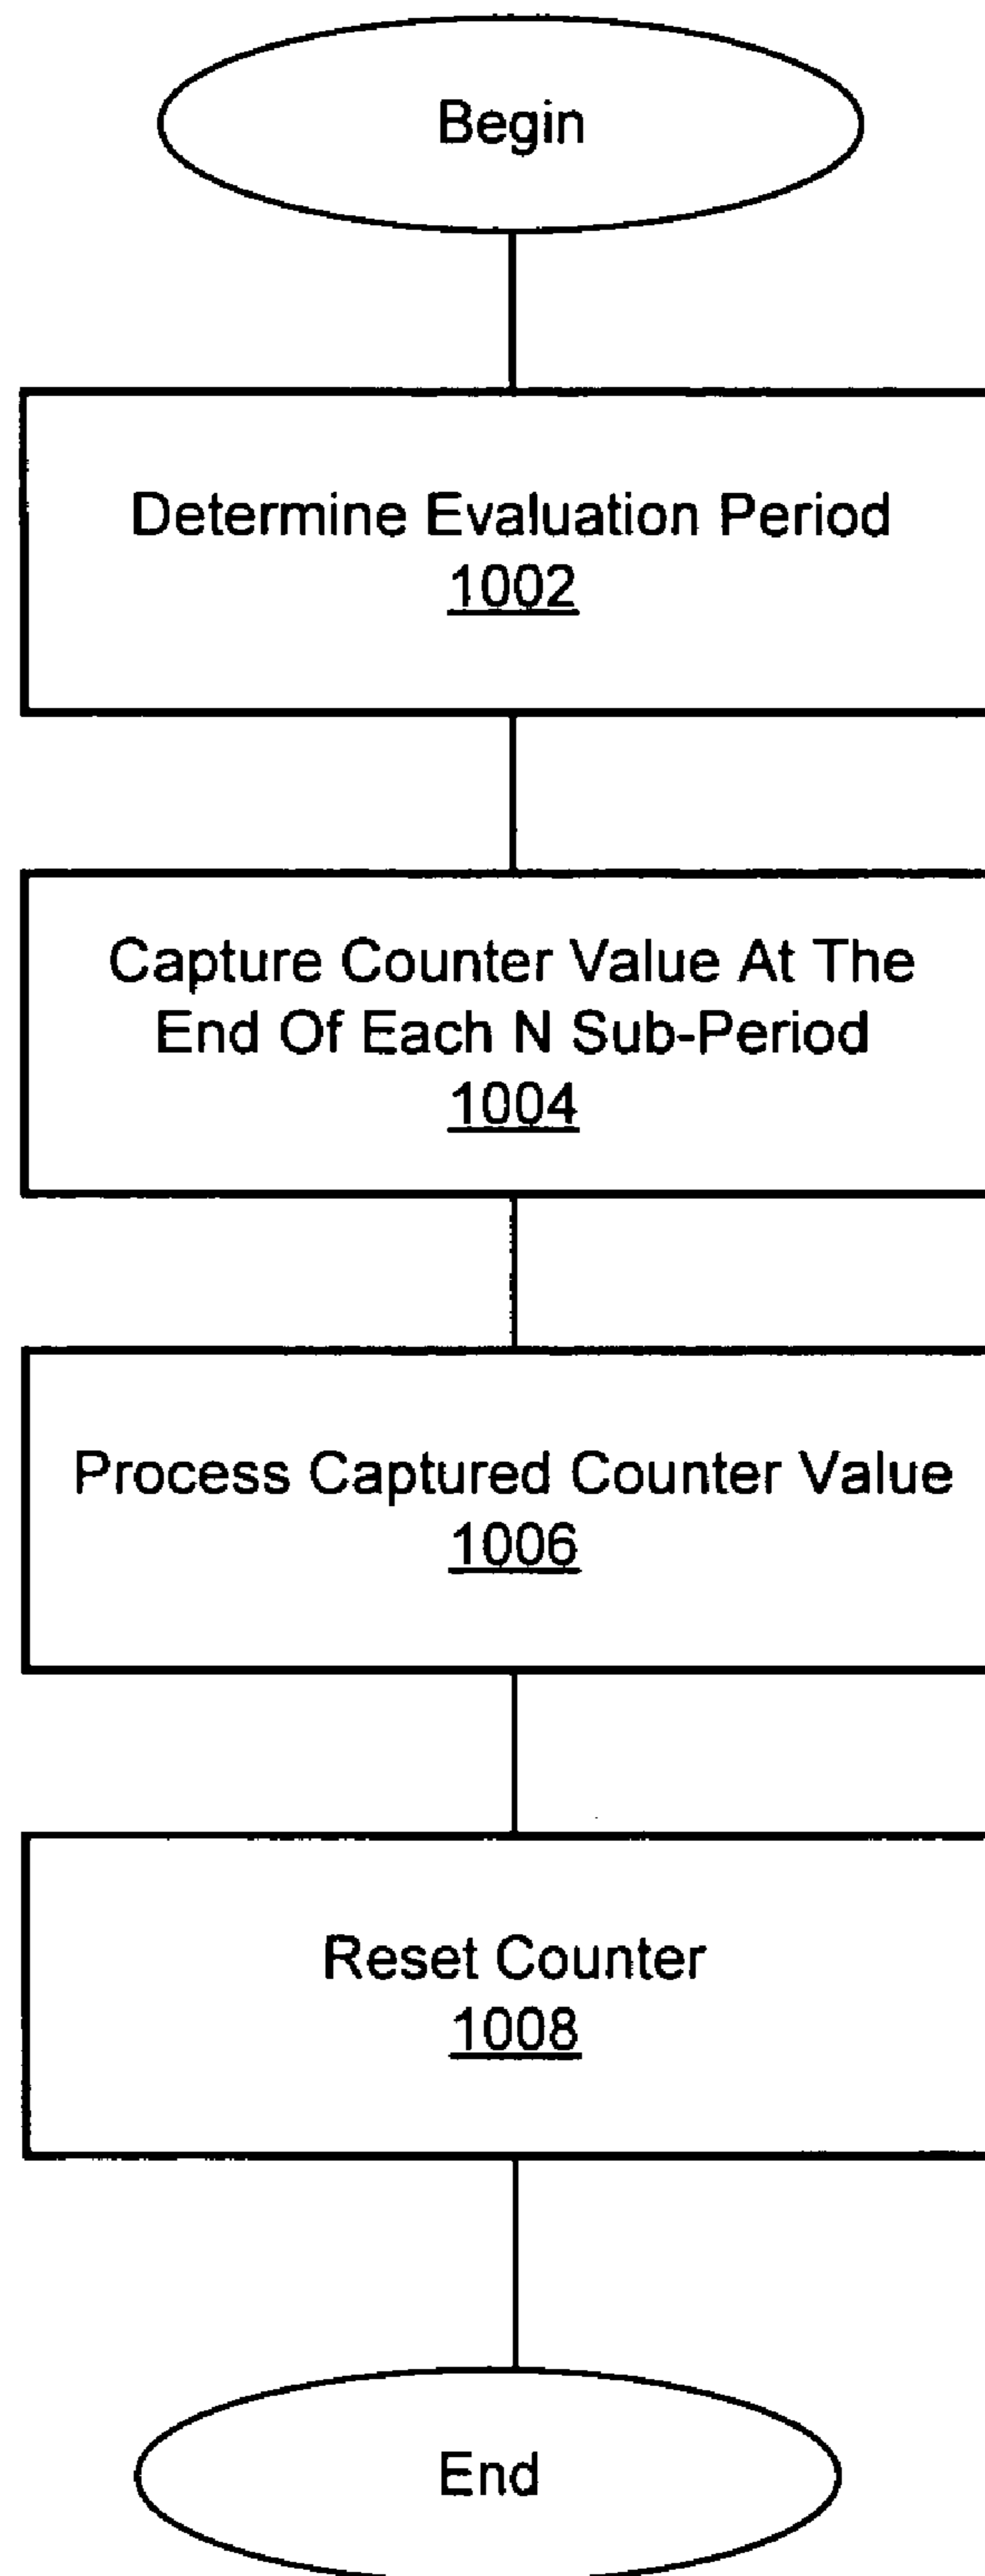 Begin
Determine Evaluation Period
1002
Capture Counter Value At The
End Of Each N Sub-Period
1004
Process Captured Counter Value
1006
Reset Counter
1008
End